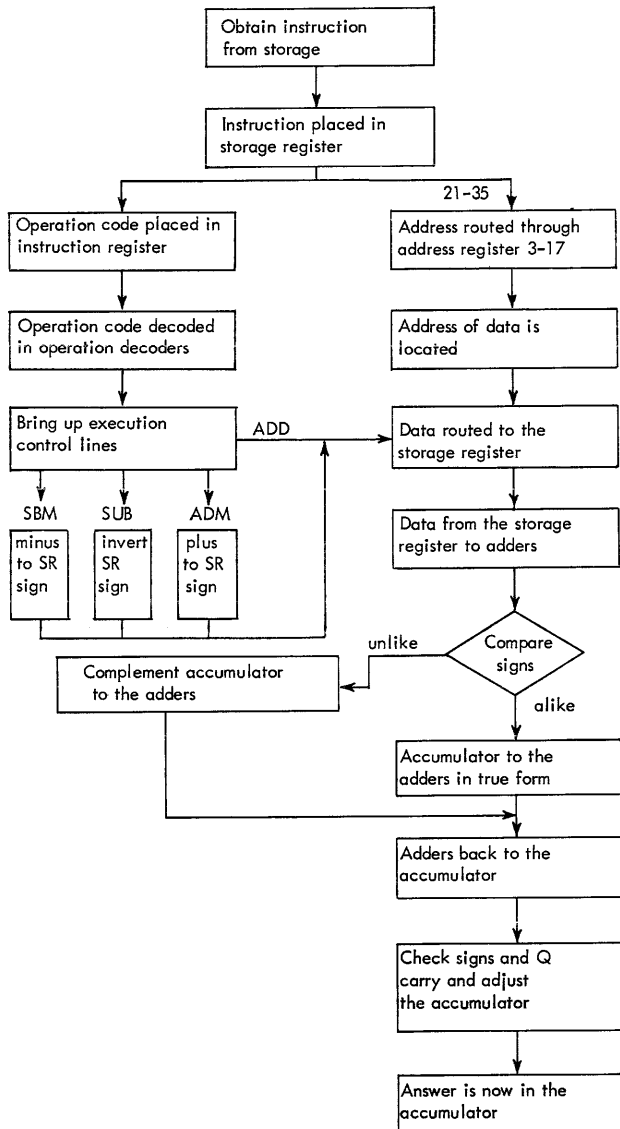 Obtain instruction
from storage
Instruction placed in
storage register
21-35
Operation code placed in
instruction register
Address routed through
address register 3-17
Operation code decoded
in operation decoders
Address of data is
located
Bring up execution
control lines
ADD
Data routed to the
storage register
SBM
SUB
ADM
minus
to SR
sign
invert
SR
sign
plus
to SR
sign
Data from the storage
register to adders
Compare
signs
unlike
alike
Complement accumulator
to the adders
Accumulator to the
adders in true form
Adders back to the
accumulator
Check signs and Q
carry and adjust
the accumulator
Answer is now in the
accumulator